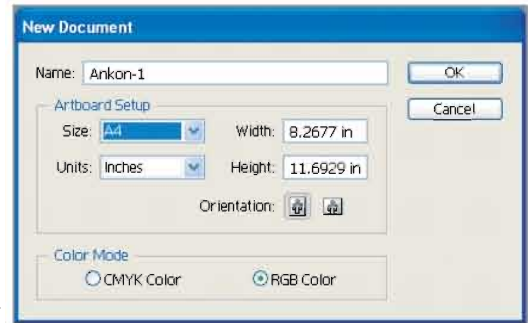 New Document
Name: Ankon-1
OK
Cancel
Artboard Setup
Size: A4
Width: 8.2677 in
Units: Inches
Height: 11.6929 in
Orientation:
Color Mode
CMYK Color
RGB Color